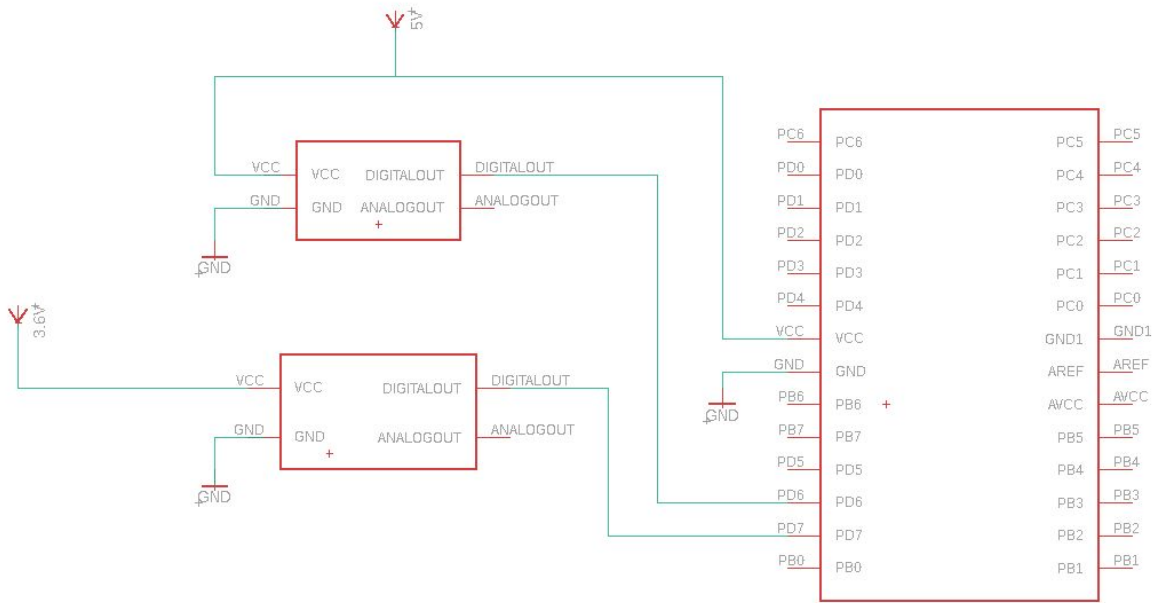 5V
VCC
VCC
DIGITALOUT
DIGITALOUT
GND
GND
ANALOGOUT
ANALOGOUT
GND
3.6V
VCC
VCC
DIGITALOUT
DIGITALOUT
GND
GND
ANALOGOUT
ANALOGOUT
GND
PC6
PC6
PC5
PC5
PD0
PD0
PC4
PC4
PD1
PD1
PC3
PC3
PD2
PD2
PC2
PC2
PD3
PD3
PC1
PC1
PD4
PD4
PC0
PC0
VCC
VCC
GND1
GND1
GND
GND
AREF
AREF
GND
PB6
PB6
AVCC
AVCC
PB7
PB7
PB5
PB5
PD5
PD5
PB4
PB4
PD6
PD6
PB3
PB3
PD7
PD7
PB2
PB2
PB0
PB0
PB1
PB1